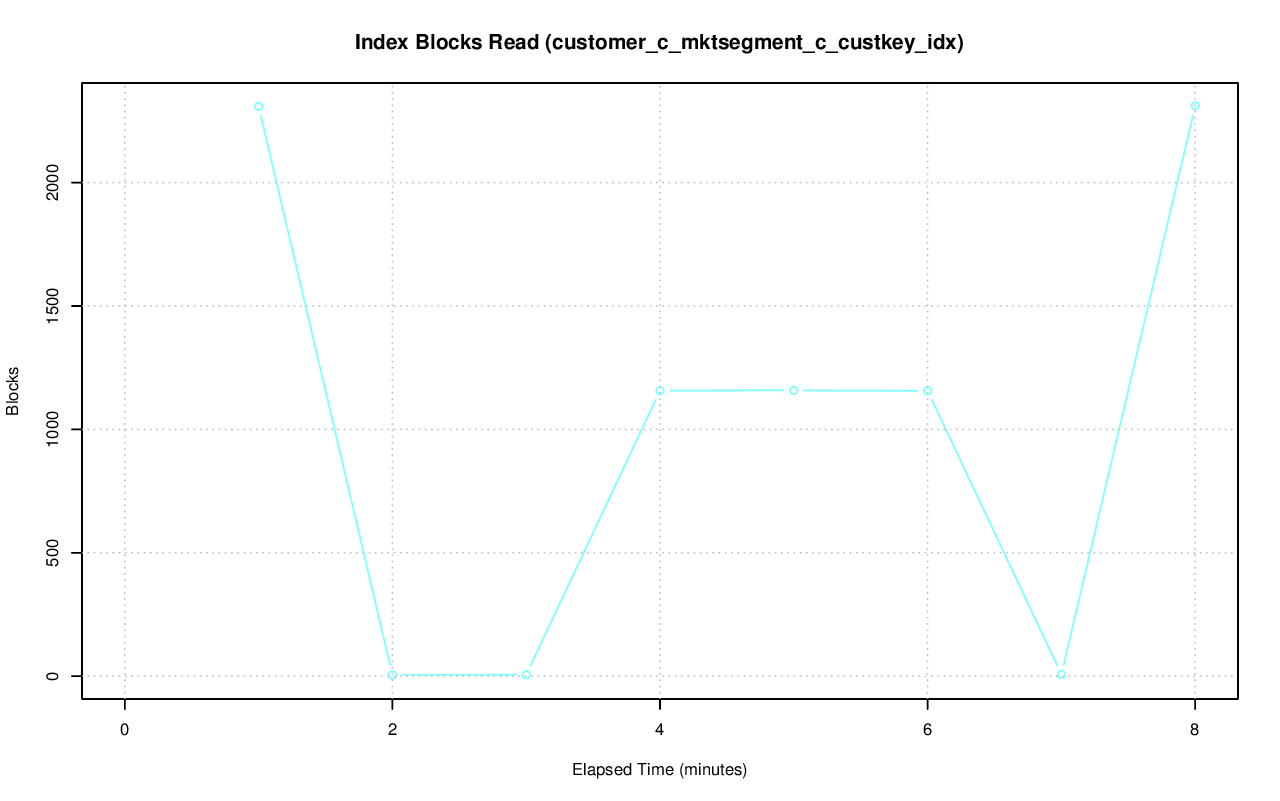 Index Blocks Read (customer_c_mktsegment_c_custkey_idx)
2000
1500
1000
500
0
Blocks
0 2 4 6 8
Elapsed Time (minutes)